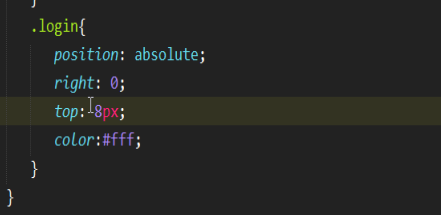 }
.login{
position: absolute;
right: 0;
top: 8px;
color:#fff;
}
}